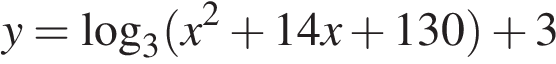 y = log₃(x² + 14x + 130) + 3